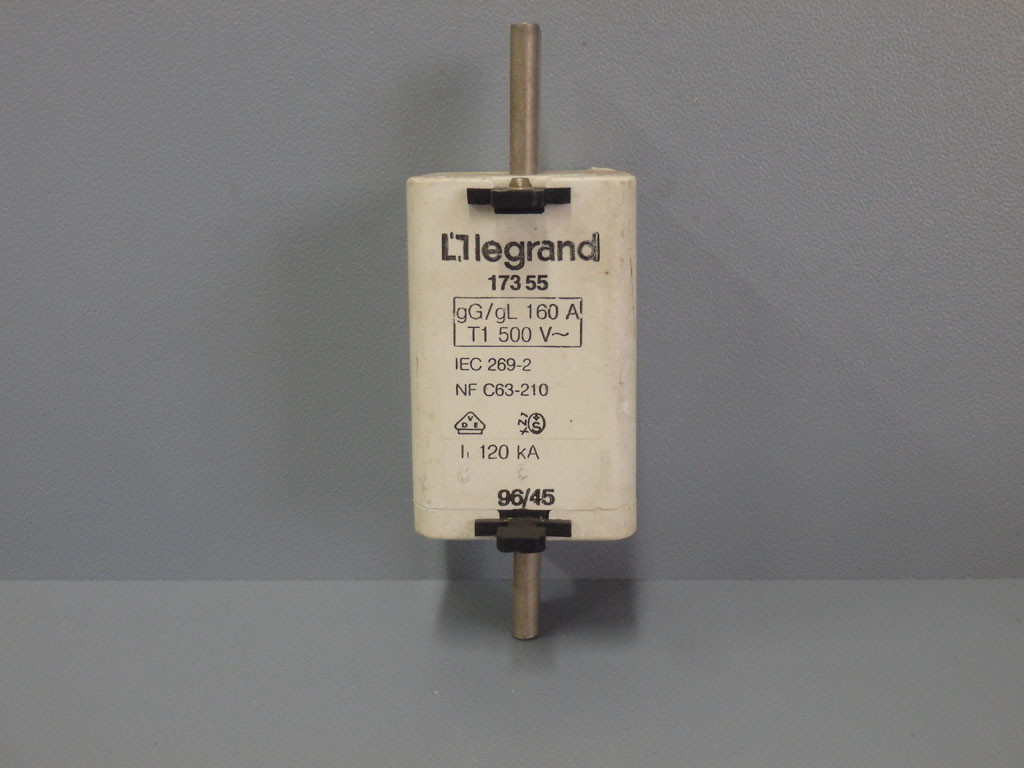 legrand
173 55
gG/gL 160 A
T1 500 V~
IEC 269-2
NF C63-210
VDE
I1 120 kA
96/45